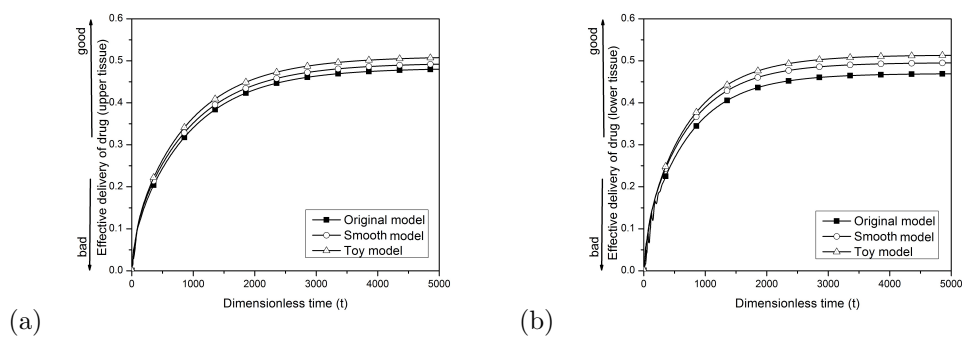 good
bad
Effective delivery of drug (upper tissue)
0.6
0.5
0.4
0.3
0.2
0.1
0.0
Original model
Smooth model
Toy model
0 1000 2000 3000 4000 5000
Dimensionless time (t)
(a)
good
bad
Effective delivery of drug (lower tissue)
0.6
0.5
0.4
0.3
0.2
0.1
0.0
Original model
Smooth model
Toy model
0 1000 2000 3000 4000 5000
Dimensionless time (t)
(b)